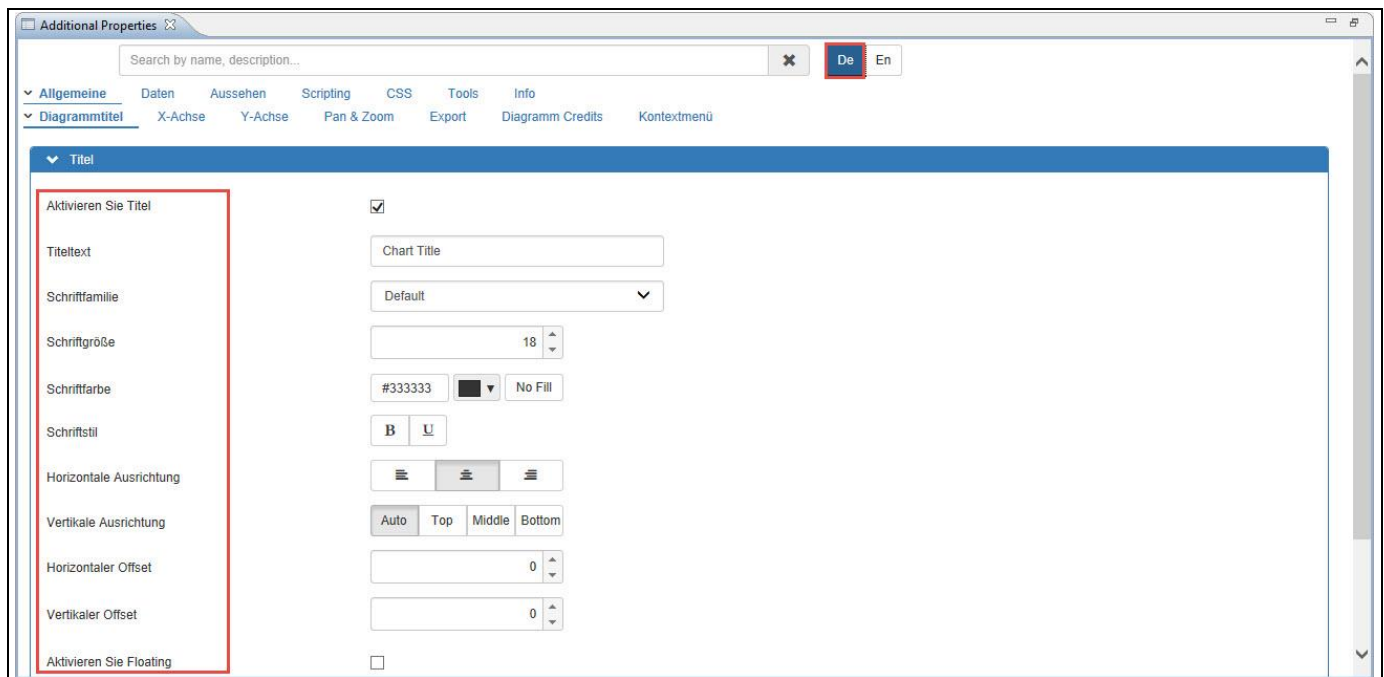 Additional Properties
Search by name, description... De En
Allgemeine Daten Aussehen Scripting CSS Tools Info
Diagrammtitel X-Achse Y-Achse Pan & Zoom Export Diagramm Credits Kontextmenü
Titel
Aktivieren Sie Titel
Titeltext Chart Title
Schriftfamilie Default
Schriftgröße 18
Schriftfarbe #333333 No Fill
Schriftstil B U
Horizontale Ausrichtung
Vertikale Ausrichtung Auto Top Middle Bottom
Horizontaler Offset 0
Vertikaler Offset 0
Aktivieren Sie Floating